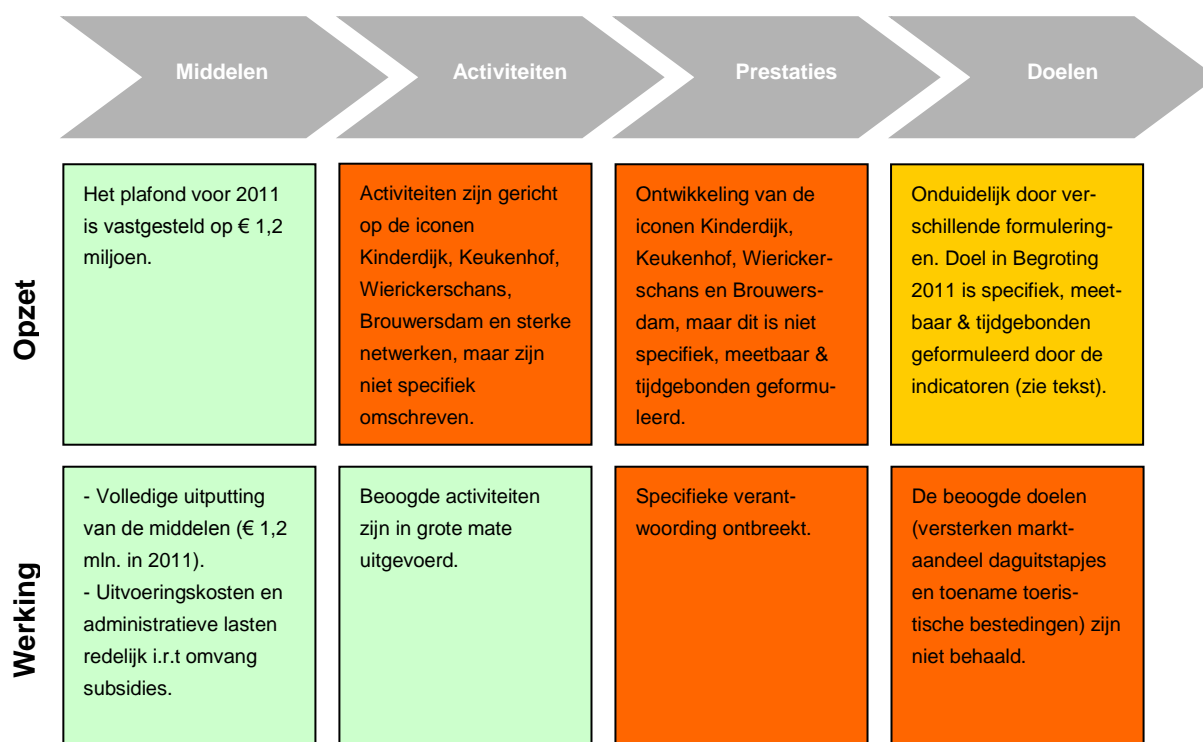 Middelen
Activiteiten
Prestaties
Doelen
Opzet
Het plafond voor 2011
is vastgesteld op € 1,2
miljoen.
Activiteiten zijn gericht
op de iconen
Kinderdijk, Keukenhof,
Wierickerschans,
Brouwersdam en sterke
netwerken, maar zijn
niet specifiek
omschreven.
Ontwikkeling van de
iconen Kinderdijk,
Keukenhof, Wiericker-
schans en Brouwers-
dam, maar dit is niet
specifiek, meetbaar &
tijdgebonden geformu-
leerd.
Onduidelijk door ver-
schillende formulering-
en. Doel in Begroting
2011 is specifiek, meet-
baar & tijdgebonden
geformuleerd door de
indicatoren (zie tekst).
Werking
- Volledige uitputting
van de middelen (€ 1,2
mln. in 2011).
- Uitvoeringskosten en
administratieve lasten
redelijk i.r.t omvang
subsidies.
Beoogde activiteiten
zijn in grote mate
uitgevoerd.
Specifieke verant-
woording ontbreekt.
De beoogde doelen
(versterken markt-
aandeel daguitstapjes
en toename toeris-
tische bestedingen) zijn
niet behaald.